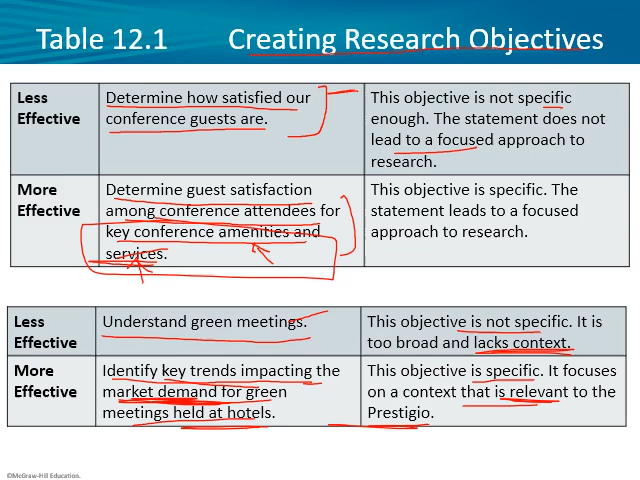 Table 12.1 Creating Research Objectives
Less Determine how satisfied our This objective is not specific
Effective conference guests are. enough. The statement does not
lead to a focused approach to
research.
More Determine guest satisfaction This objective is specific. The
Effective among conference attendees for statement leads to a focused
key conference amenities and approach to research.
services.
Less Understand green meetings. This objective is not specific. It is
Effective too broad and lacks context.
More Identify key trends impacting the This objective is specific. It focuses
Effective market demand for green on a context that is relevant to the
meetings held at hotels. Prestigio.
©McGraw-Hill Education.